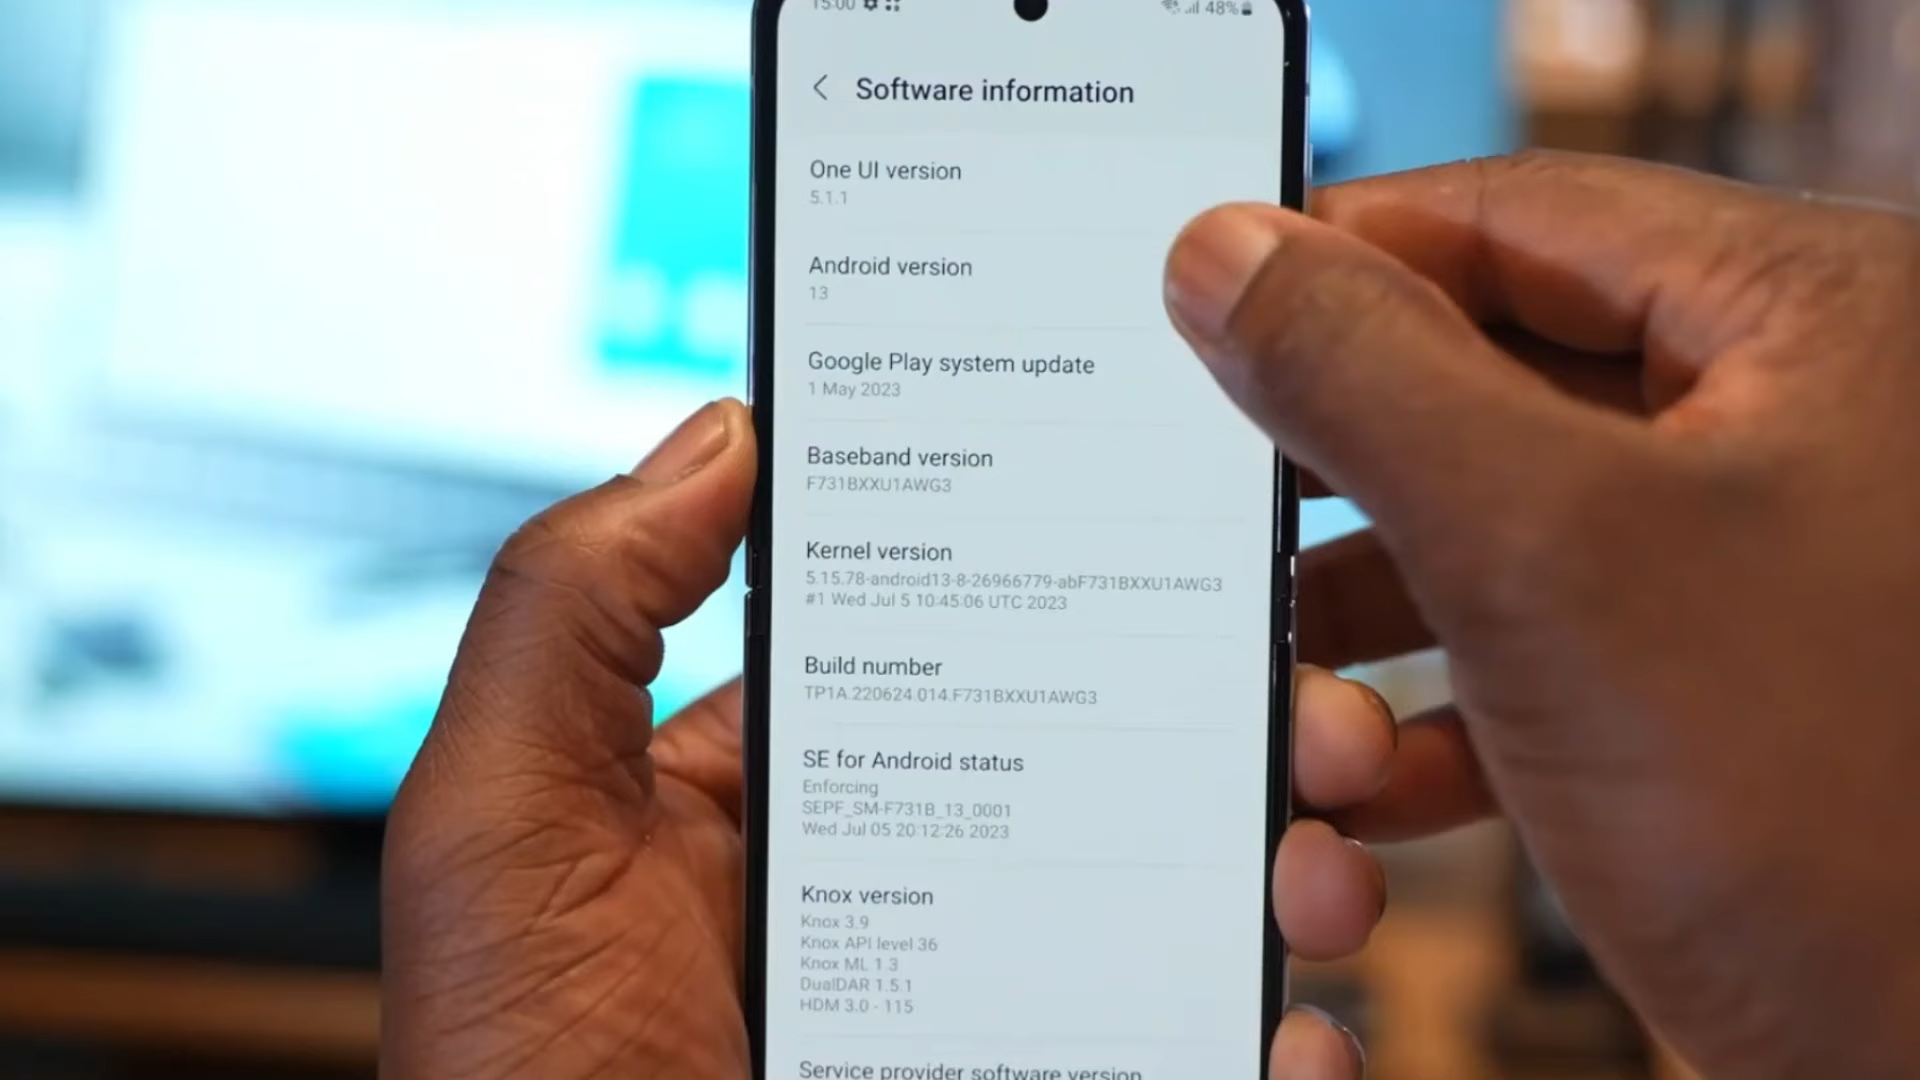 15:00
48%
Software information
One UI version
5.1.1
Android version
13
Google Play system update
1 May 2023
Baseband version
F731BXXU1AWG3
Kernel version
5.15.78-android13-8-26966779-abF731BXXU1AWG3
#1 Wed Jul 5 10:45:06 UTC 2023
Build number
TP1A.220624.014.F731BXXU1AWG3
SE for Android status
Enforcing
SEPF_SM-F731B_13_0001
Wed Jul 05 20:12:26 2023
Knox version
Knox 3.9
Knox API level 36
Knox ML 1.3
DualDAR 1.5.1
HDM 3.0 - 115
Service provider software version